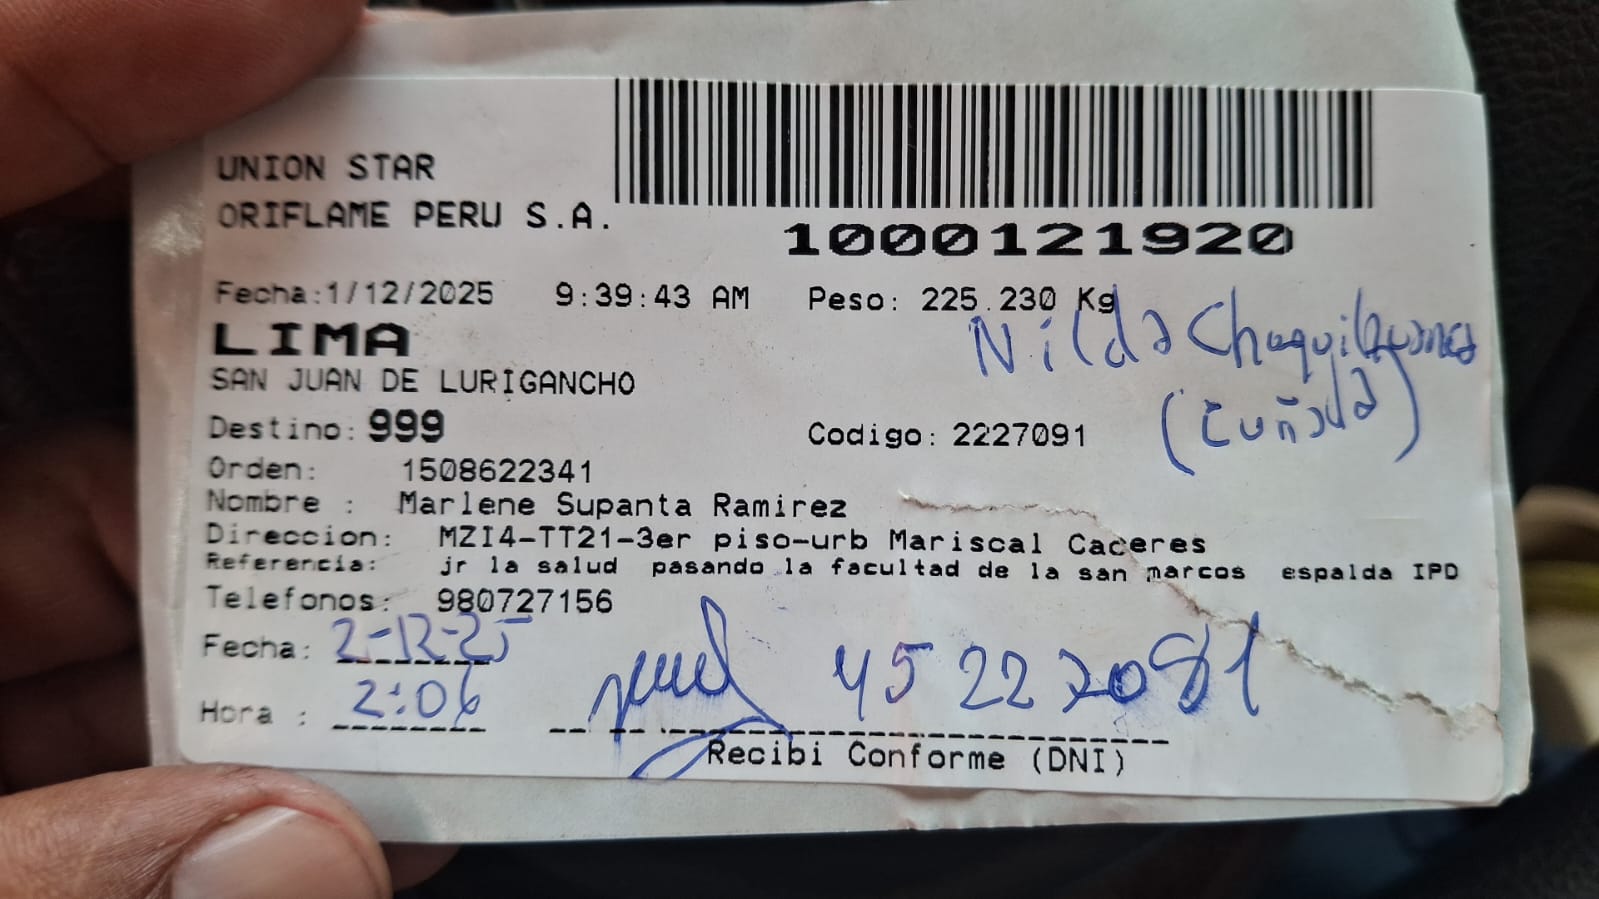 UNION STAR
ORIFLAME PERU S.A.
1000121920
Fecha:1/12/2025 9:39:43 AM Peso: 225.230 Kg
LIMA
Nilda
SAN JUAN DE LURIGANCHO
(Cuñada)
Destino: 999 Codigo: 2227091
Orden: 1508622341
Nombre : Marlene Supanta Ramirez
Direccion: MZI4-TT21-3er piso-urb Mariscal Caceres
Referencia: jr la salud pasando la facultad de la san marcos espalda IPD
Telefonos: 980727156
Fecha: 2-12-25
Hora : 2:06 45227081
Recibi Conforme (DNI)